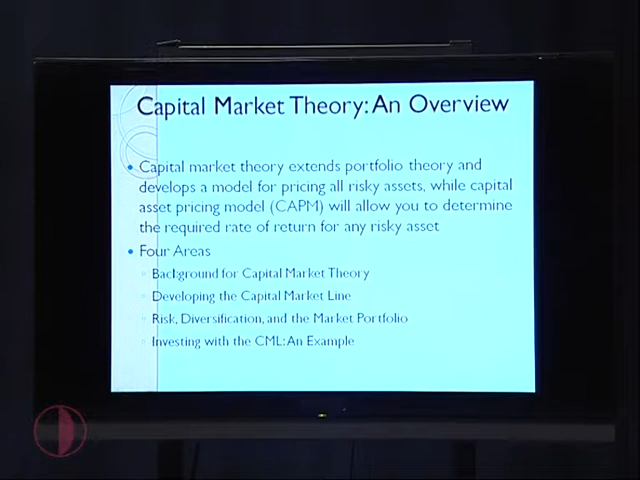 Capital Market Theory: An Overview
Capital market theory extends portfolio theory and
develops a model for pricing all risky assets, while capital
asset pricing model (CAPM) will allow you to determine
the required rate of return for any risky asset
Four Areas
Background for Capital Market Theory
Developing the Capital Market Line
Risk, Diversification, and the Market Portfolio
Investing with the CML: An Example